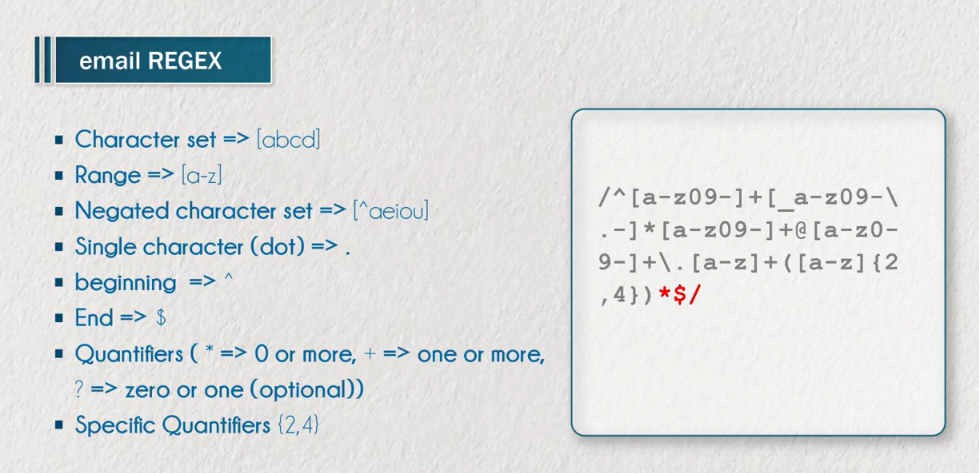 email REGEX
Character set => [abcd]
Range => [a-z]
Negated character set => [^aeiou]
Single character (dot) => .
beginning => ^
End => $
Quantifiers ( * => 0 or more, + => one or more,
? => zero or one (optional))
Specific Quantifiers {2,4}
/^[a-z09-]+[_a-z09-\
.-]*[a-z09-]+@[a-z0-
9-]+\.[a-z]+([a-z]{2
,4})*$/